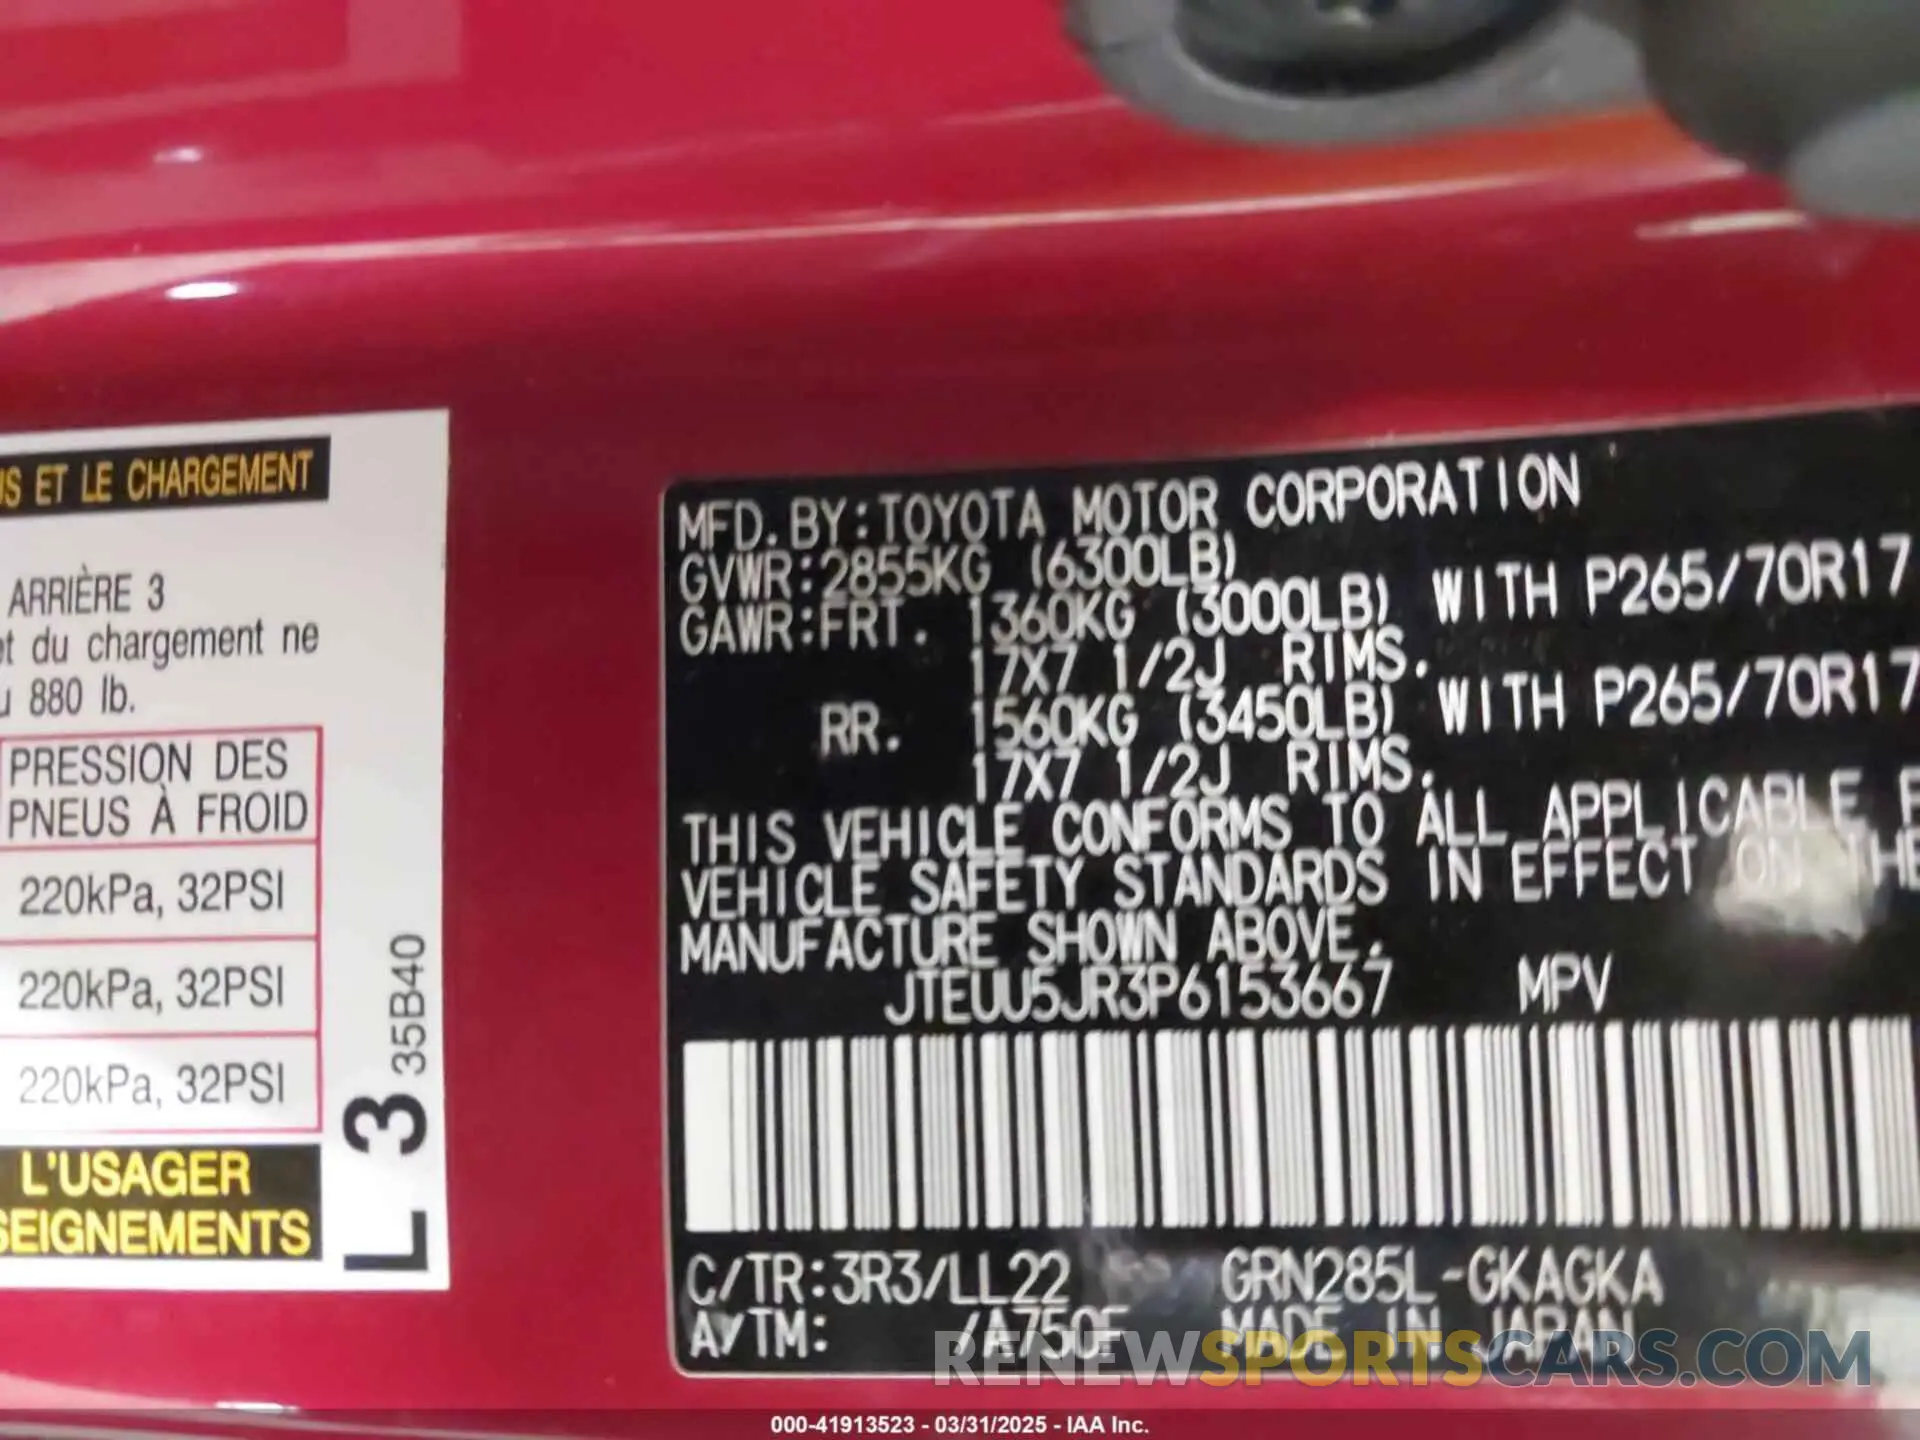 ET LE CHARGEMENT
ARRIÈRE 3
et du chargement ne
880 lb.
PRESSION DES
PNEUS À FROID
220kPa, 32PSI
220kPa, 32PSI
220kPa, 32PSI
L'USAGER
SEIGNEMENTS
L 3 35B40
MFD. BY:TOYOTA MOTOR CORPORATION
GVWR:2855KG (6300LB)
GAWR:FRT. 1360KG (3000LB) WITH P265/70R17
17X7 1/2J RIMS.
RR. 1560KG (3450LB) WITH P265/70R17
17X7 1/2J RIMS.
THIS VEHICLE CONFORMS TO ALL APPLICABLE F
VEHICLE SAFETY STANDARDS IN EFFECT ON THE
MANUFACTURE SHOWN ABOVE.
JTEUU5JR3P6153667 MPV
C/TR:3R3/LL22 GRN285L-GKAGKA
A/TM: /A750F MADE IN JAPAN
RENEWSPORTSCARS.COM
000-41913523 - 03/31/2025 - IAA Inc.